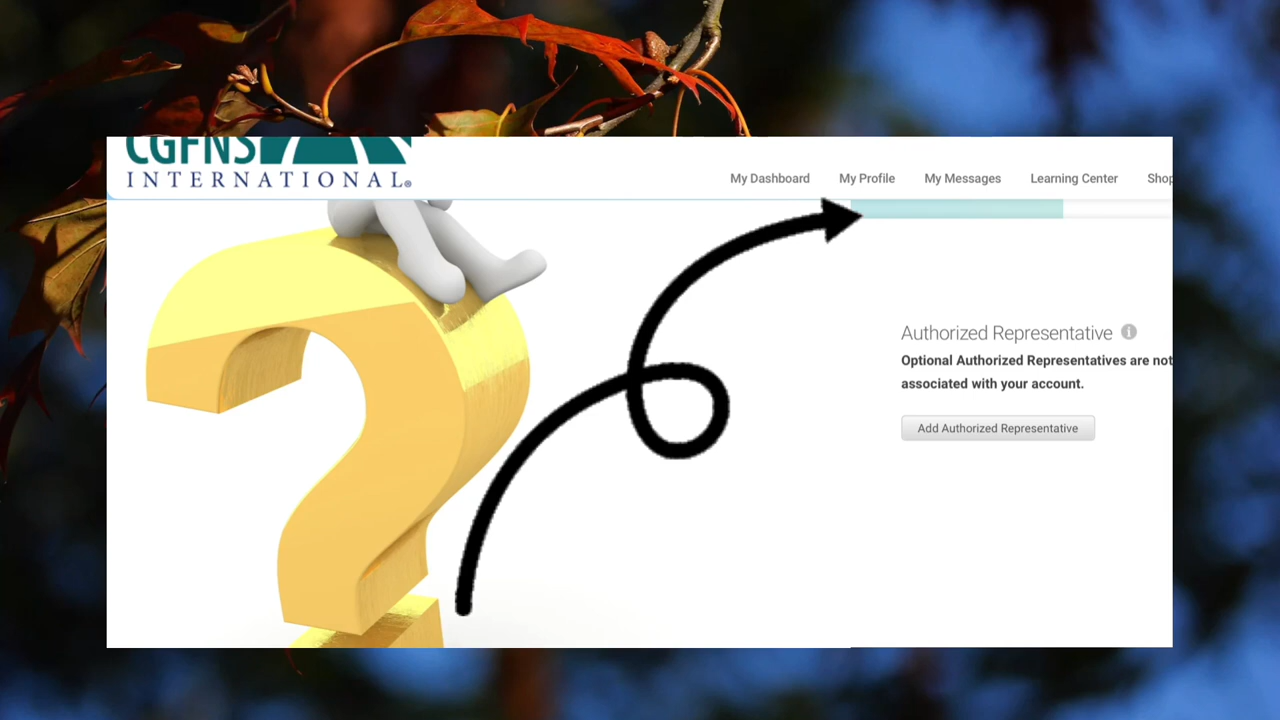 CGFNS
INTERNATIONAL®
My Dashboard My Profile My Messages Learning Center Shop
Authorized Representative
Optional Authorized Representatives are not
associated with your account.
Add Authorized Representative